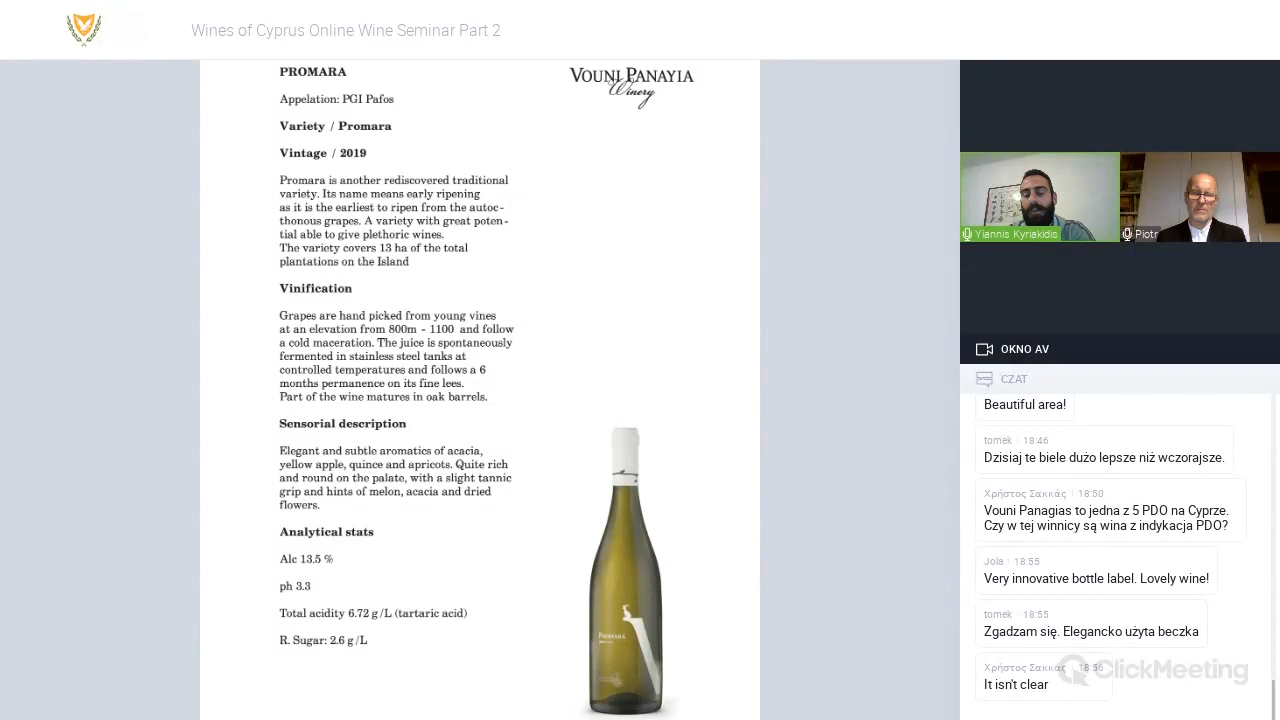 Wines of Cyprus Online Wine Seminar Part 2
PROMARA
Appelation: PGI Pafos
Variety / Promara
Vintage / 2019
Promara is another rediscovered traditional
variety. Its name means early ripening
as it is the earliest to ripen from the autoc-
thonous grapes. A variety with great poten-
tial able to give plethoric wines.
The variety covers 13 ha of the total
plantations on the Island
Vinification
Grapes are hand picked from young vines
at an elevation from 800m - 1100 and follow
a cold maceration. The juice is spontaneously
fermented in stainless steel tanks at
controlled temperatures and follows a 6
months permanence on its fine lees.
Part of the wine matures in oak barrels.
Sensorial description
Elegant and subtle aromatics of acacia,
yellow apple, quince and apricots. Quite rich
and round on the palate, with a slight tannic
grip and hints of melon, acacia and dried
flowers.
Analytical stats
Alc 13.5 %
ph 3.3
Total acidity 6.72 g/L (tartaric acid)
R. Sugar: 2.6 g/L
VOUNI PANAYIA
Winery
PROMARA
Yiannis Kyriakidis
Piotr
OKNO AV
CZAT
Beautiful area!
tomek 18:46
Dzisiaj te biele dużo lepsze niż wczorajsze.
Χρήστος Σακκάς 18:50
Vouni Panagias to jedna z 5 PDO na Cyprze.
Czy w tej winnicy są wina z indykacja PDO?
Jola 18:55
Very innovative bottle label. Lovely wine!
tomek 18:55
Zgadzam się. Elegancko użyta beczka
Χρήστος Σακκάς 18:56
It isn't clear
ClickMeeting